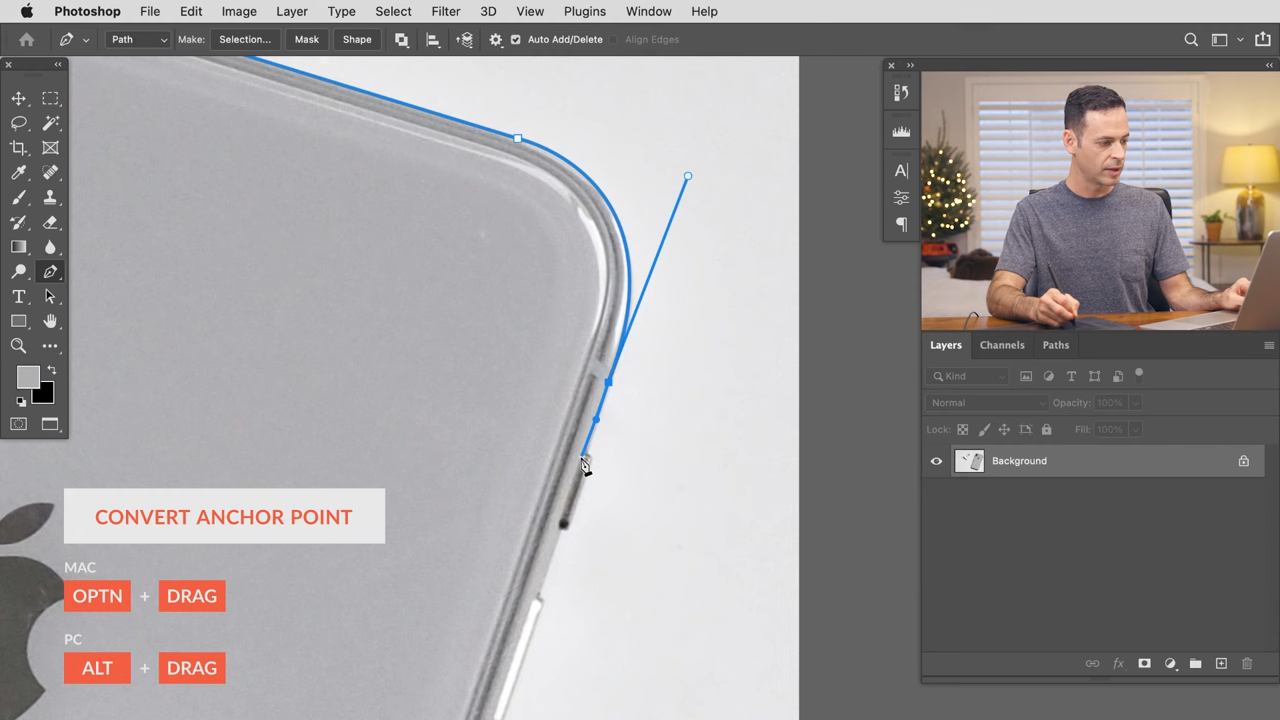 Photoshop File Edit Image Layer Type Select Filter 3D View Plugins Window Help
Path Make: Selection... Mask Shape Auto Add/Delete Align Edges
Layers Channels Paths
Kind
Normal Opacity: 100%
Lock: Fill: 100%
Background
CONVERT ANCHOR POINT
MAC
OPTN + DRAG
PC
ALT + DRAG